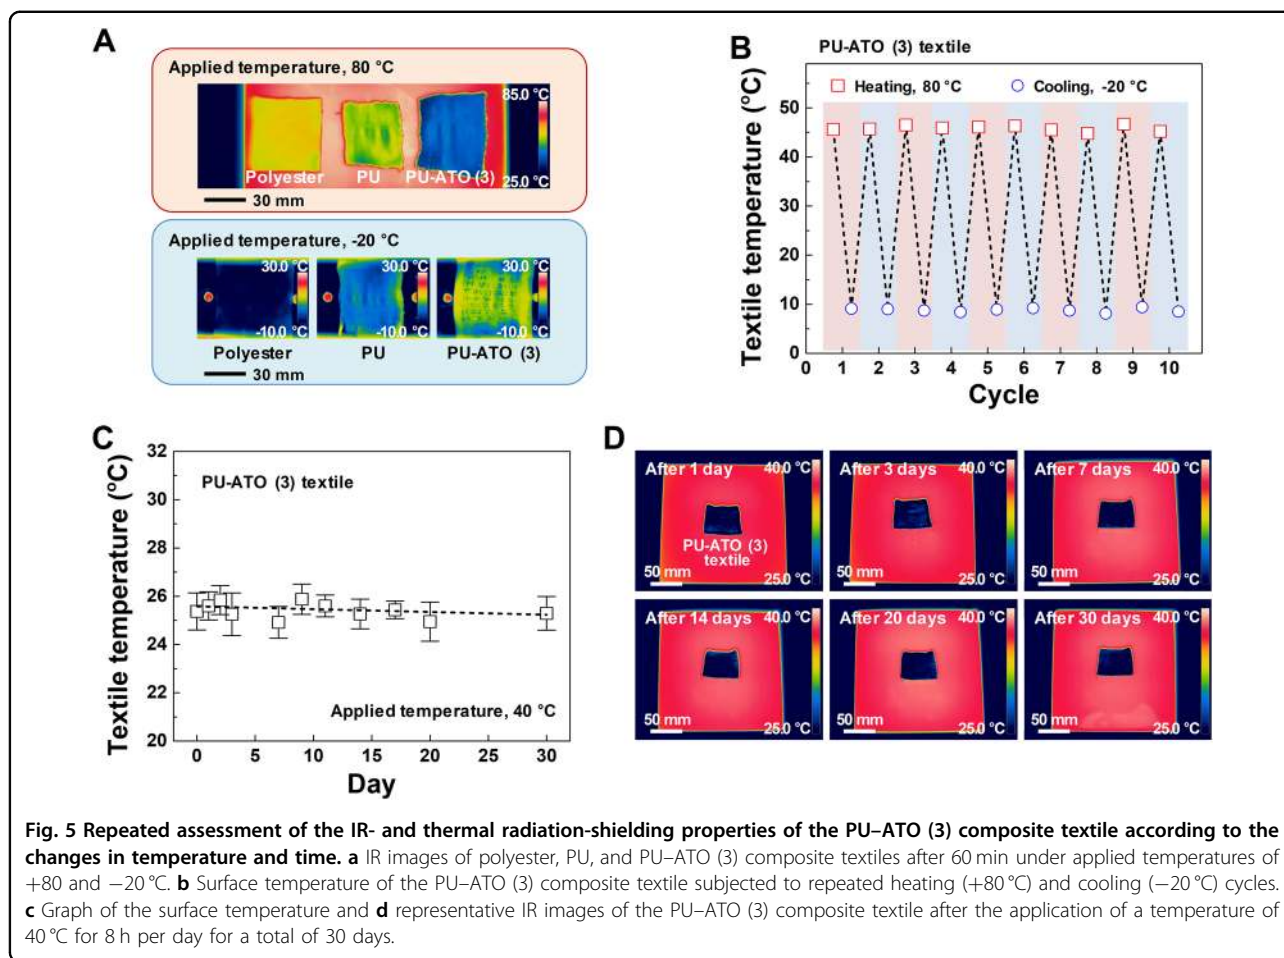 A
Applied temperature, 80 °C
85.0 °C
Polyester PU PU-ATO (3)
25.0 °C
30 mm
Applied temperature, -20 °C
30.0 °C 30.0 °C 30.0 °C
-10.0 °C -10.0 °C -10.0 °C
Polyester PU PU-ATO (3)
30 mm
B
PU-ATO (3) textile
Heating, 80 °C Cooling, -20 °C
Textile temperature (ºC)
50
40
30
20
10
0
0 1 2 3 4 5 6 7 8 9 10
Cycle
C
32
30
28
26
24
22
20
Textile temperature (ºC)
PU-ATO (3) textile
Applied temperature, 40 °C
0 5 10 15 20 25 30
Day
D
After 1 day 40.0 °C
PU-ATO (3)
textile
50 mm 25.0 °C
After 3 days 40.0 °C
50 mm 25.0 °C
After 7 days 40.0 °C
50 mm 25.0 °C
After 14 days 40.0 °C
50 mm 25.0 °C
After 20 days 40.0 °C
50 mm 25.0 °C
After 30 days 40.0 °C
50 mm 25.0 °C
Fig. 5 Repeated assessment of the IR- and thermal radiation-shielding properties of the PU–ATO (3) composite textile according to the
changes in temperature and time. a IR images of polyester, PU, and PU–ATO (3) composite textiles after 60 min under applied temperatures of
+80 and −20 °C. b Surface temperature of the PU–ATO (3) composite textile subjected to repeated heating (+80 °C) and cooling (−20 °C) cycles.
c Graph of the surface temperature and d representative IR images of the PU–ATO (3) composite textile after the application of a temperature of
40 °C for 8 h per day for a total of 30 days.